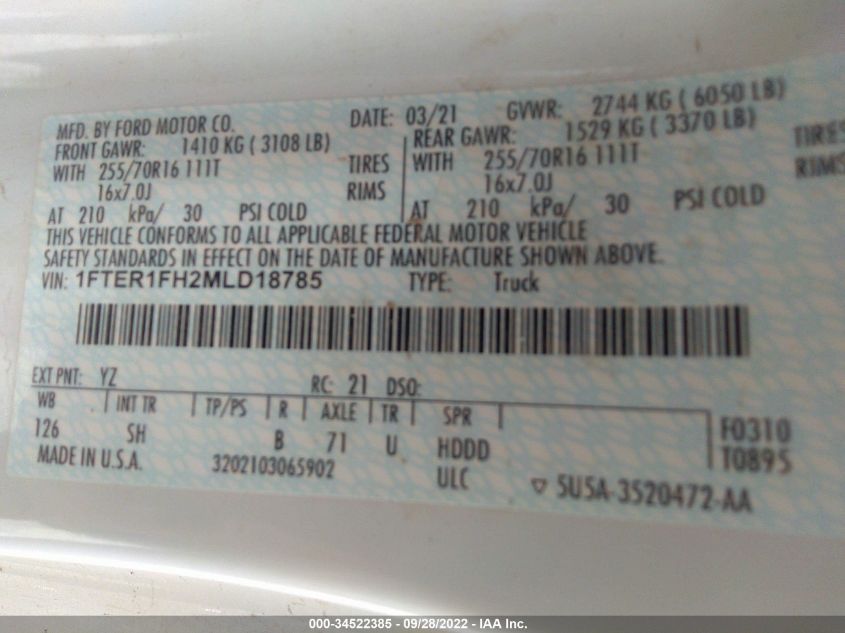 MFD. BY FORD MOTOR CO. DATE: 03/21 GVWR: 2744 KG ( 6050 LB)
FRONT GAWR: 1410 KG ( 3108 LB) REAR GAWR: 1529 KG ( 3370 LB)
WITH 255/70R16 111T TIRES WITH 255/70R16 111T TIRES
16x7.0J RIMS 16x7.0J RIMS
AT 210 kPa/ 30 PSI COLD AT 210 kPa/ 30 PSI COLD
THIS VEHICLE CONFORMS TO ALL APPLICABLE FEDERAL MOTOR VEHICLE
SAFETY STANDARDS IN EFFECT ON THE DATE OF MANUFACTURE SHOWN ABOVE.
VIN: 1FTER1FH2MLD18785 TYPE: Truck
EXT PNT: YZ RC: 21 DSO:
WB INT TR TP/PS R AXLE TR SPR
126 SH B 71 U HDDD F0310
MADE IN U.S.A. 3202103065902 ULC T0895
▽ 5U5A-3520472-AA
000-34522385 - 09/28/2022 - IAA Inc.